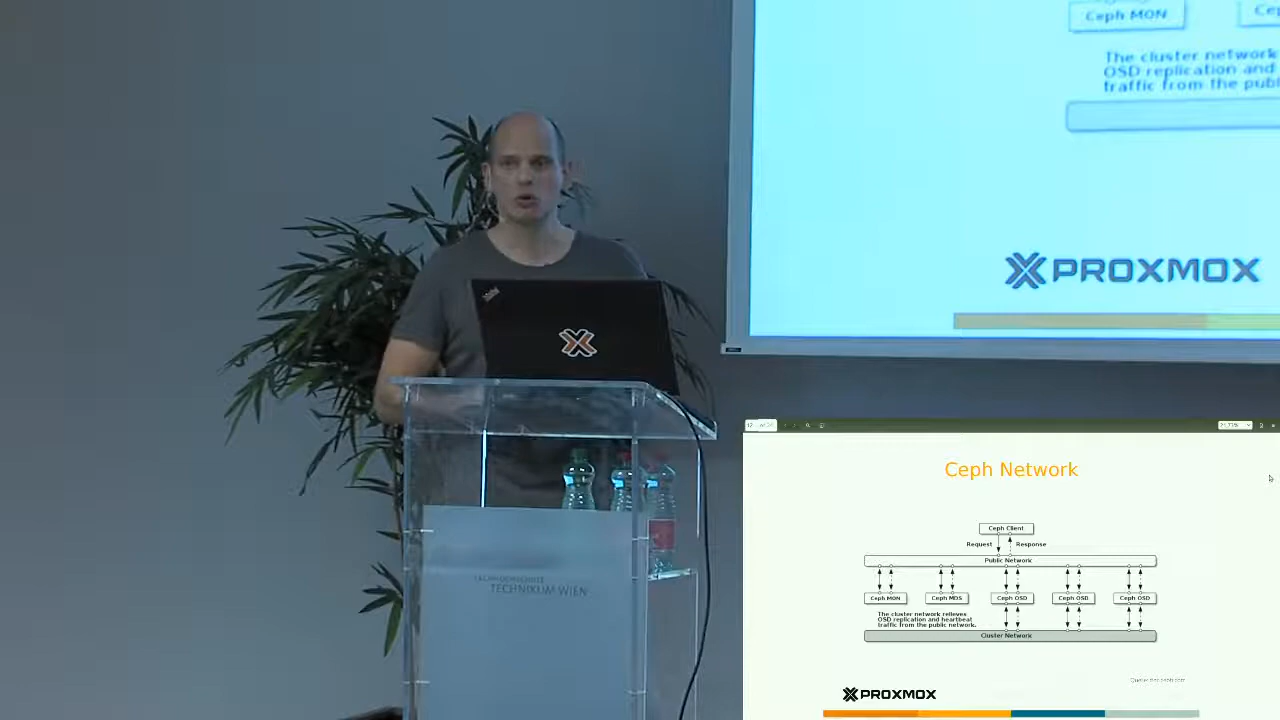 Ceph MON
The cluster network
OSD replication and
traffic from the publ
PROXMOX
FACHHOCHSCHULE
TECHNIKUM WIEN
12
Ceph Network
Ceph Client
Request
Response
Public Network
Ceph MON
Ceph MDS
Ceph OSD
Ceph OSD
Ceph OSD
The cluster network relieves
OSD replication and heartbeat
traffic from the public network.
Cluster Network
PROXMOX